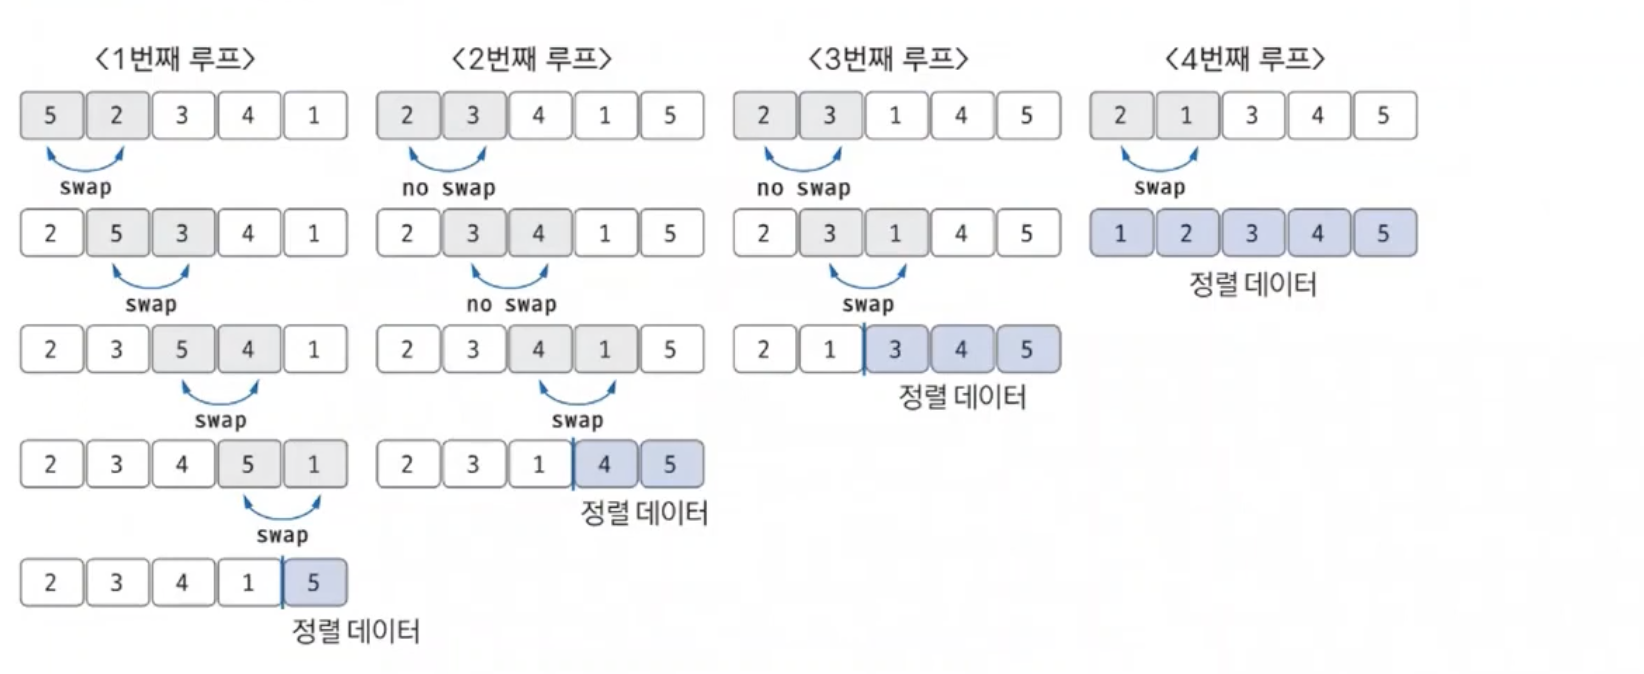 <1번째 루프>
5 2 3 4 1
swap
2 5 3 4 1
swap
2 3 5 4 1
swap
2 3 4 5 1
swap
2 3 4 1 5
정렬 데이터
<2번째 루프>
2 3 4 1 5
no swap
2 3 4 1 5
no swap
2 3 4 1 5
swap
2 3 1 4 5
정렬 데이터
<3번째 루프>
2 3 1 4 5
no swap
2 3 1 4 5
swap
2 1 3 4 5
정렬 데이터
<4번째 루프>
2 1 3 4 5
swap
1 2 3 4 5
정렬 데이터